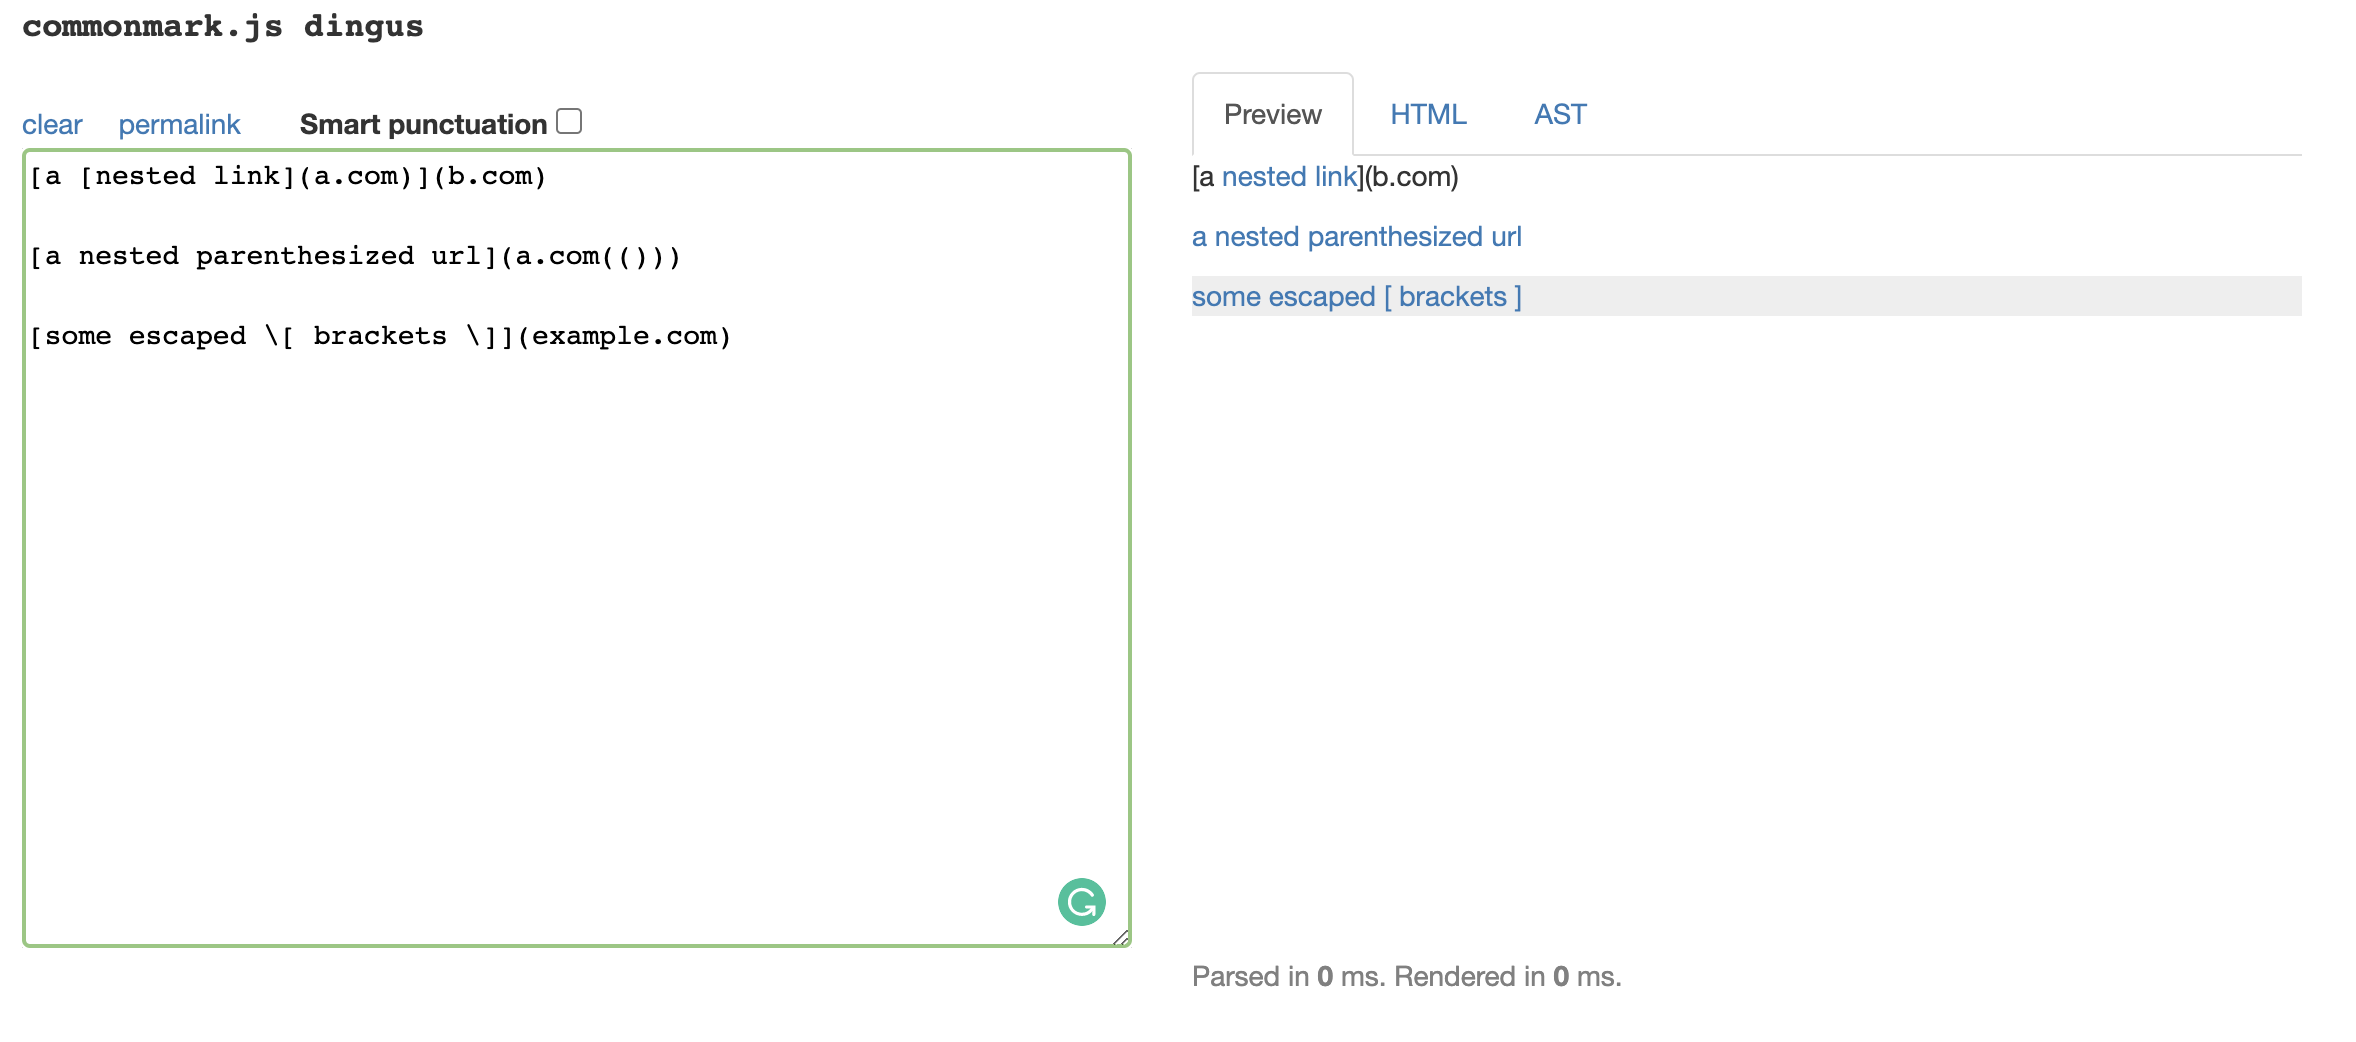 commonmark.js dingus
clear permalink Smart punctuation
[a [nested link](a.com)](b.com)
[a nested parenthesized url](a.com(()))
[some escaped \[ brackets \]](example.com)
Preview HTML AST
[a nested link](b.com)
a nested parenthesized url
some escaped [ brackets ]
Parsed in 0 ms. Rendered in 0 ms.